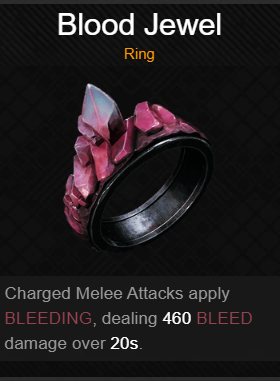 Blood Jewel
Ring
Charged Melee Attacks apply
BLEEDING, dealing 460 BLEED
damage over 20s.